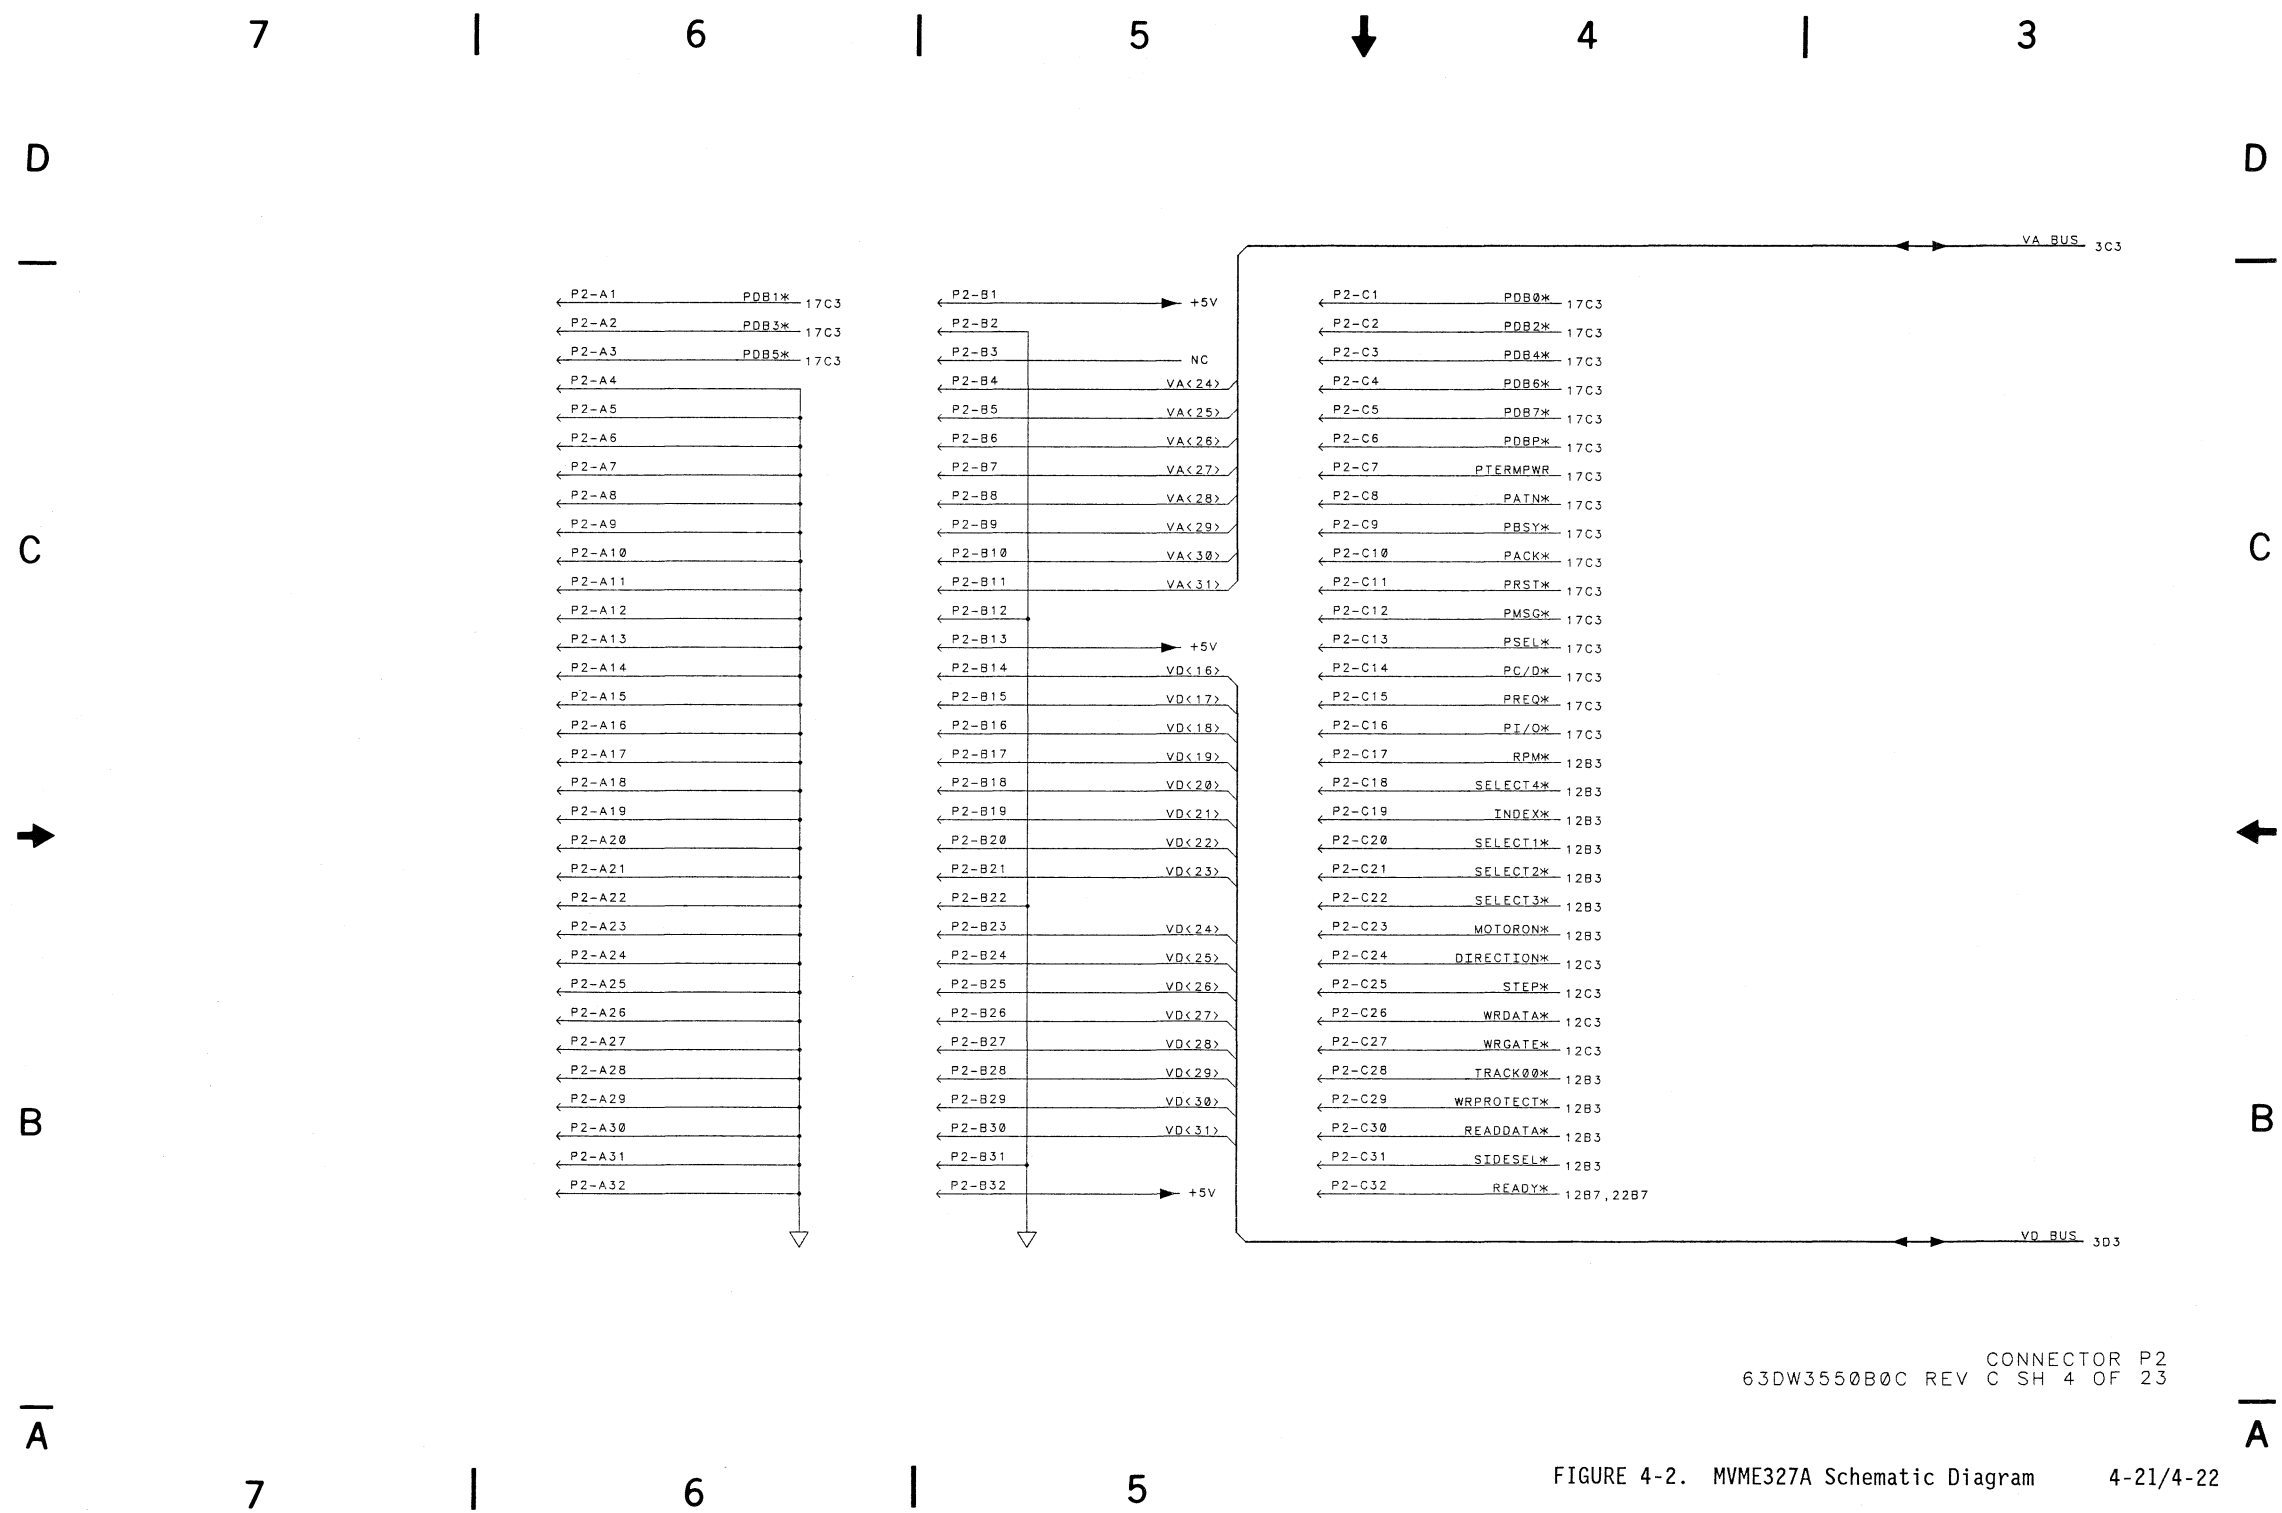 7 6 5 4 3
D D
VA BUS 3C3
P2-A1 PDB1* 17C3 P2-B1 +5V P2-C1 PDB0* 17C3
P2-A2 PDB3* 17C3 P2-B2 P2-C2 PDB2* 17C3
P2-A3 PDB5* 17C3 P2-B3 NC P2-C3 PDB4* 17C3
P2-A4 P2-B4 VA<24> P2-C4 PDB6* 17C3
P2-A5 P2-B5 VA<25> P2-C5 PDB7* 17C3
P2-A6 P2-B6 VA<26> P2-C6 PDBP* 17C3
P2-A7 P2-B7 VA<27> P2-C7 PTERMPWR 17C3
P2-A8 P2-B8 VA<28> P2-C8 PATN* 17C3
P2-A9 P2-B9 VA<29> P2-C9 PBSY* 17C3
C P2-A10 P2-B10 VA<30> P2-C10 PACK* 17C3 C
P2-A11 P2-B11 VA<31> P2-C11 PRST* 17C3
P2-A12 P2-B12 P2-C12 PMSG* 17C3
P2-A13 P2-B13 +5V P2-C13 PSEL* 17C3
P2-A14 P2-B14 VD<16> P2-C14 PC/D* 17C3
P2-A15 P2-B15 VD<17> P2-C15 PREQ* 17C3
P2-A16 P2-B16 VD<18> P2-C16 PI/O* 17C3
P2-A17 P2-B17 VD<19> P2-C17 RPM* 12B3
P2-A18 P2-B18 VD<20> P2-C18 SELECT4* 12B3
P2-A19 P2-B19 VD<21> P2-C19 INDEX* 12B3
P2-A20 P2-B20 VD<22> P2-C20 SELECT1* 12B3
P2-A21 P2-B21 VD<23> P2-C21 SELECT2* 12B3
P2-A22 P2-B22 P2-C22 SELECT3* 12B3
P2-A23 P2-B23 VD<24> P2-C23 MOTORON* 12B3
P2-A24 P2-B24 VD<25> P2-C24 DIRECTION* 12C3
P2-A25 P2-B25 VD<26> P2-C25 STEP* 12C3
P2-A26 P2-B26 VD<27> P2-C26 WRDATA* 12C3
P2-A27 P2-B27 VD<28> P2-C27 WRGATE* 12C3
P2-A28 P2-B28 VD<29> P2-C28 TRACK00* 12B3
B P2-A29 P2-B29 VD<30> P2-C29 WRPROTECT* 12B3 B
P2-A30 P2-B30 VD<31> P2-C30 READDATA* 12B3
P2-A31 P2-B31 P2-C31 SIDESEL* 12B3
P2-A32 P2-B32 +5V P2-C32 READY* 12B7,22B7
VD BUS 3D3
CONNECTOR P2
63DW3550B0C REV C SH 4 OF 23
A A
FIGURE 4-2. MVME327A Schematic Diagram 4-21/4-22
7 6 5